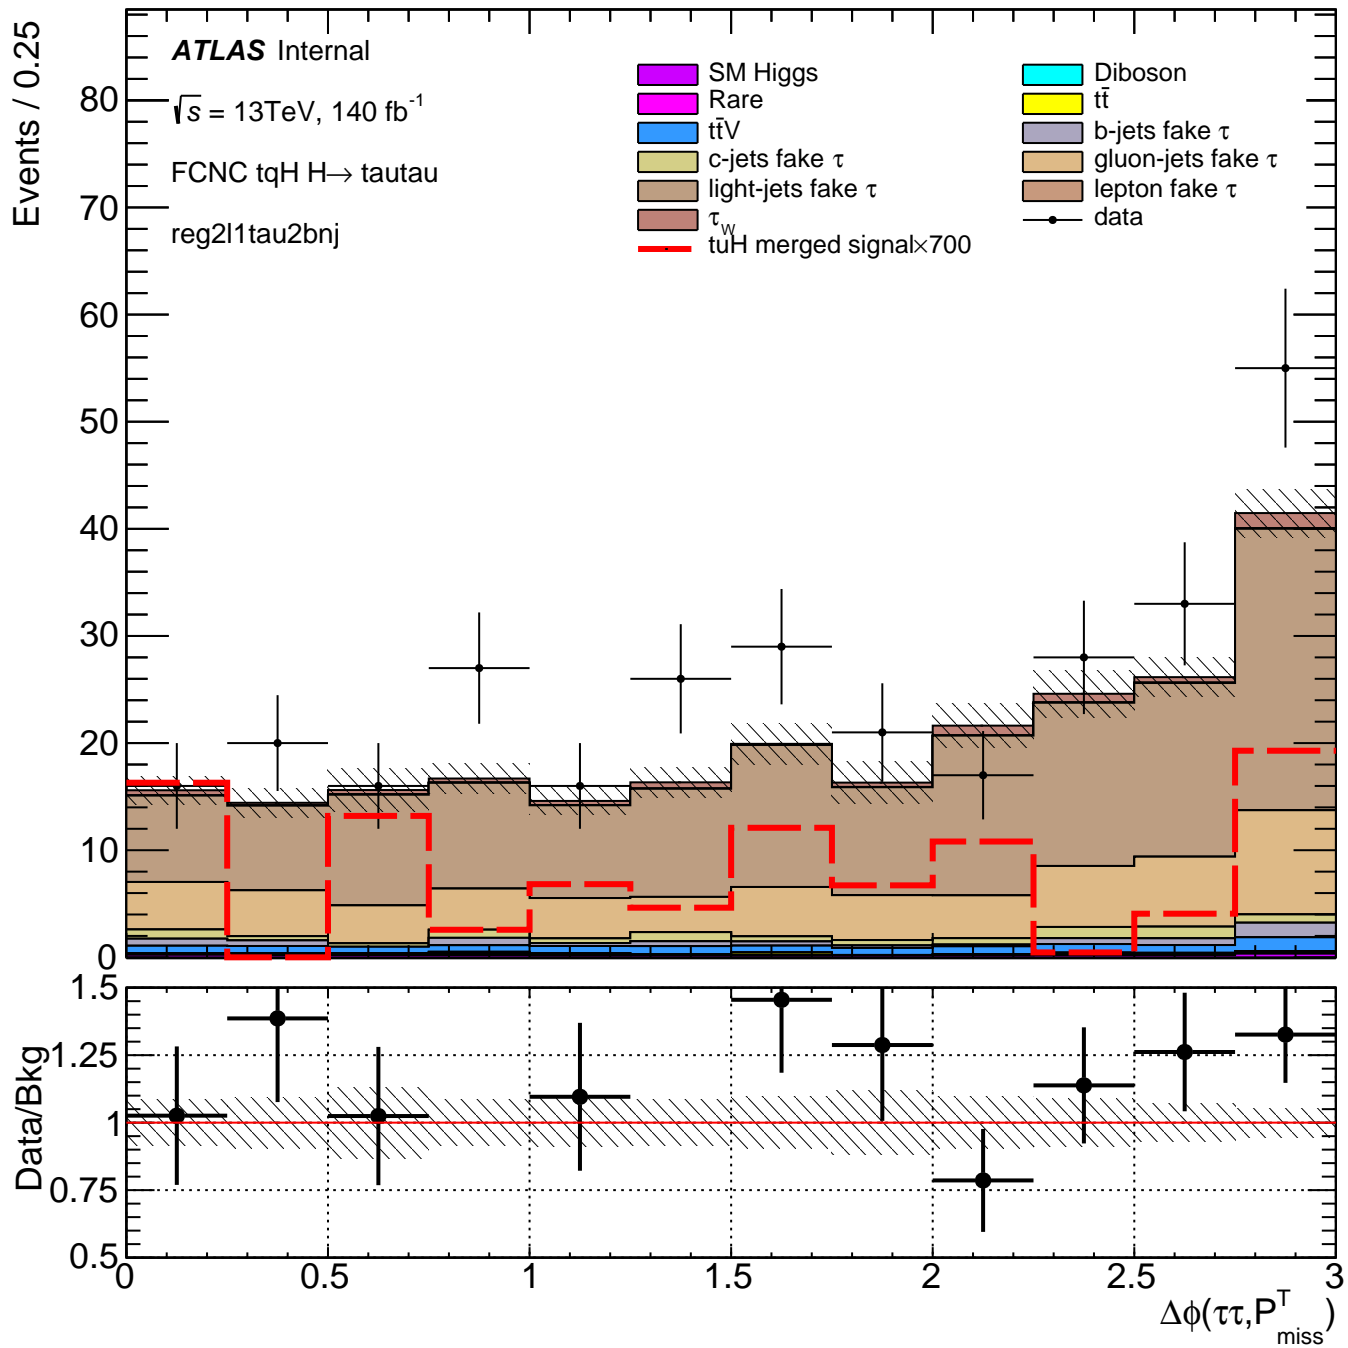 Events / 0.25
ATLAS Internal
√s = 13TeV, 140 fb⁻¹
FCNC tqH H→ tautau
reg2l1tau2bnj
SM Higgs
Diboson
Rare
tt̄
tt̄V
b-jets fake τ
c-jets fake τ
gluon-jets fake τ
light-jets fake τ
lepton fake τ
τ_W
data
tuH merged signal×700
80
70
60
50
40
30
20
10
0
Data/Bkg
1.5
1.25
1
0.75
0.5
0 0.5 1 1.5 2 2.5 3
Δϕ(ττ,P^T_miss)